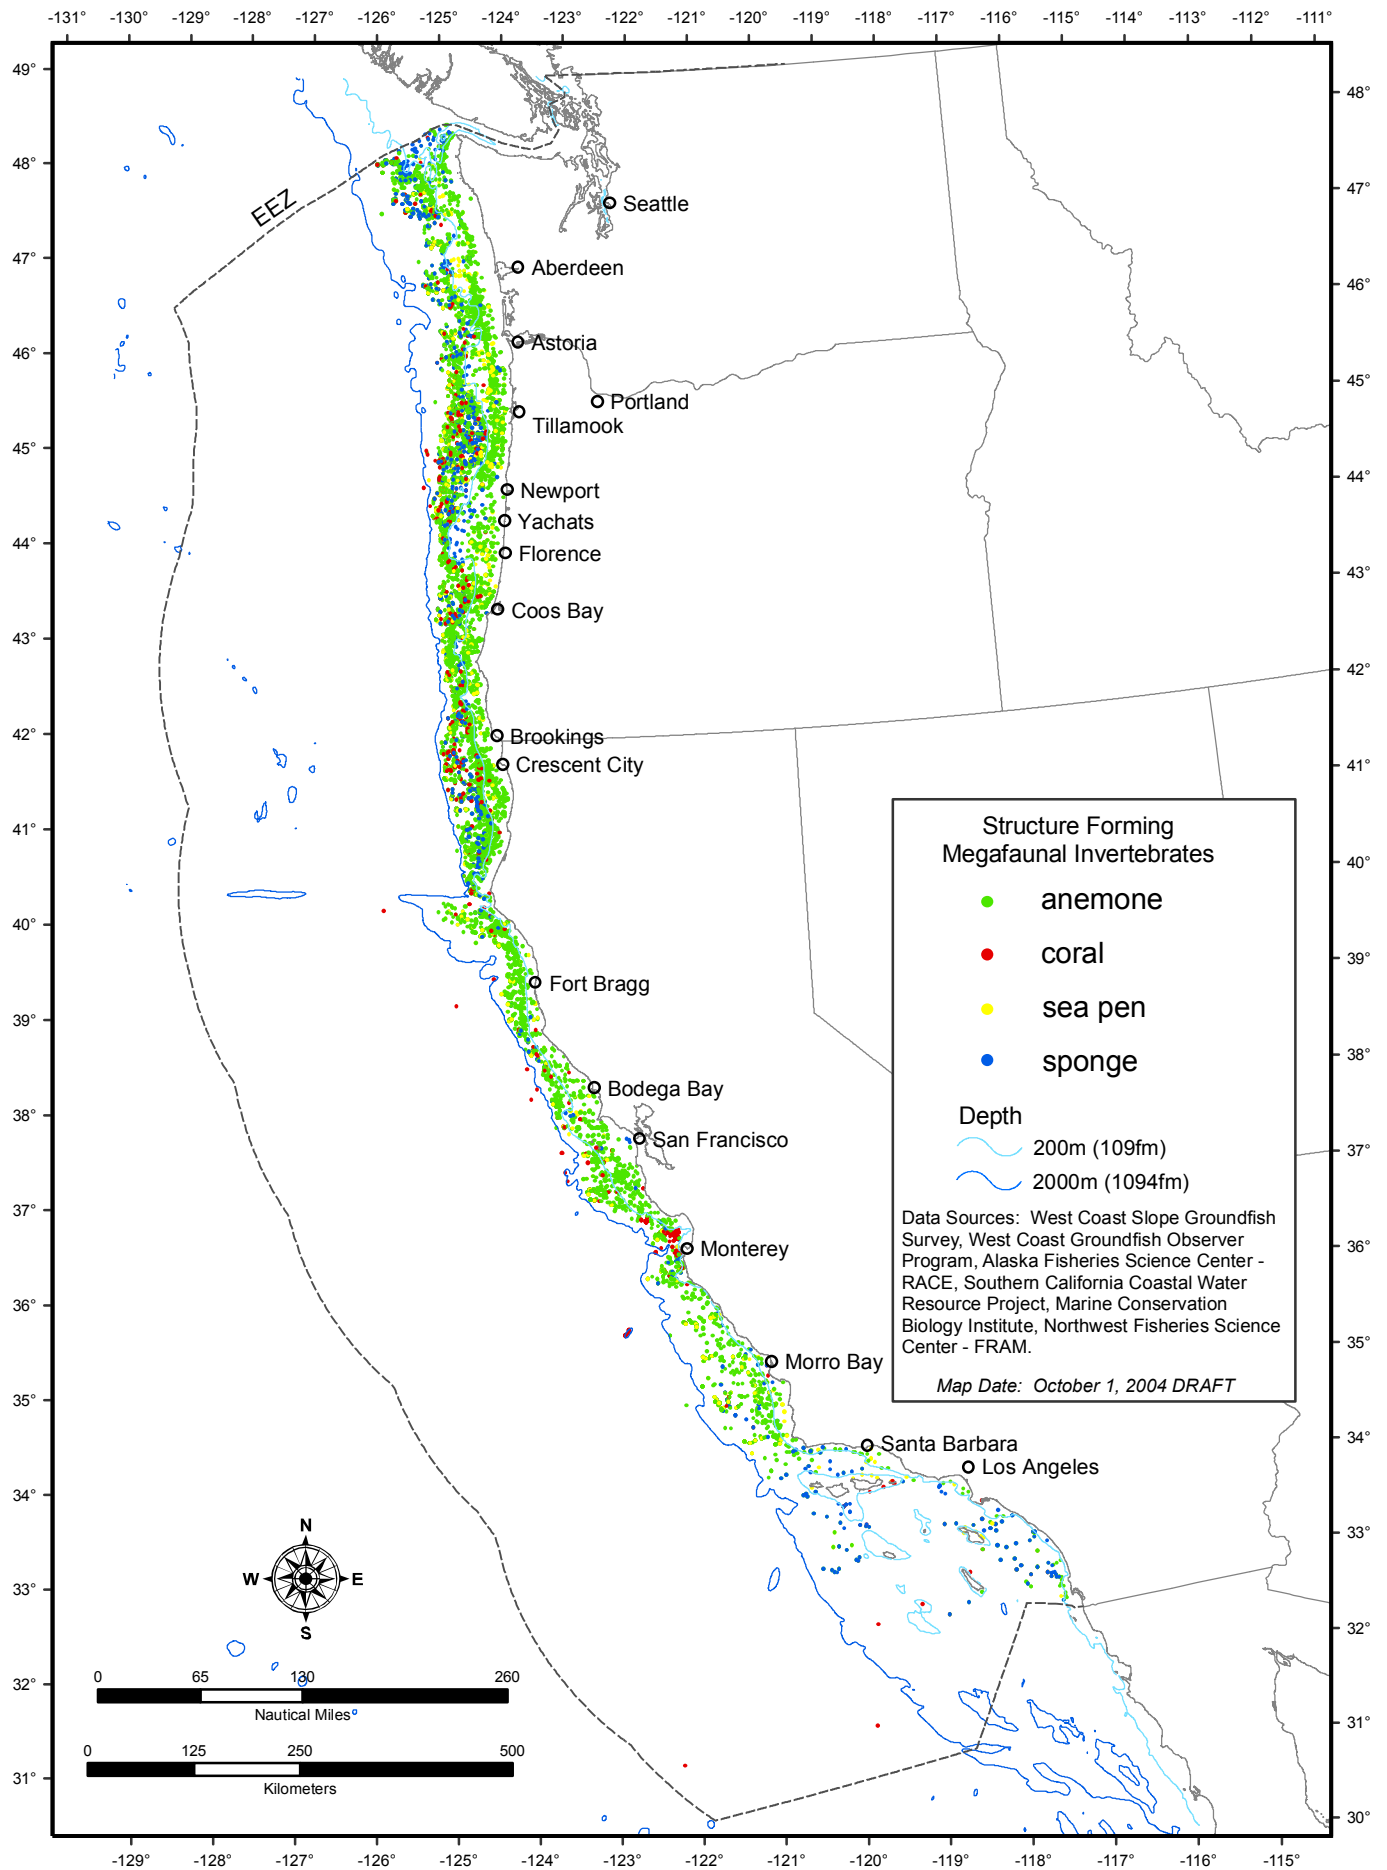 -131° -130° -129° -128° -127° -126° -125° -124° -123° -122° -121° -120° -119° -118° -117° -116° -115° -114° -113° -112° -111°
49°
48°
47°
46°
45°
44°
43°
42°
41°
40°
39°
38°
37°
36°
35°
34°
33°
32°
31°
48°
47°
46°
45°
44°
43°
42°
41°
40°
39°
38°
37°
36°
35°
34°
33°
32°
31°
30°
EEZ
Seattle
Aberdeen
Astoria
Portland
Tillamook
Newport
Yachats
Florence
Coos Bay
Brookings
Crescent City
Fort Bragg
Bodega Bay
San Francisco
Monterey
Morro Bay
Santa Barbara
Los Angeles
Structure Forming
Megafaunal Invertebrates
anemone
coral
sea pen
sponge
Depth
200m (109fm)
2000m (1094fm)
Data Sources: West Coast Slope Groundfish
Survey, West Coast Groundfish Observer
Program, Alaska Fisheries Science Center -
RACE, Southern California Coastal Water
Resource Project, Marine Conservation
Biology Institute, Northwest Fisheries Science
Center - FRAM.
Map Date: October 1, 2004 DRAFT
N
W E
S
0 65 130 260
Nautical Miles
0 125 250 500
Kilometers
-129° -128° -127° -126° -125° -124° -123° -122° -121° -120° -119° -118° -117° -116° -115°